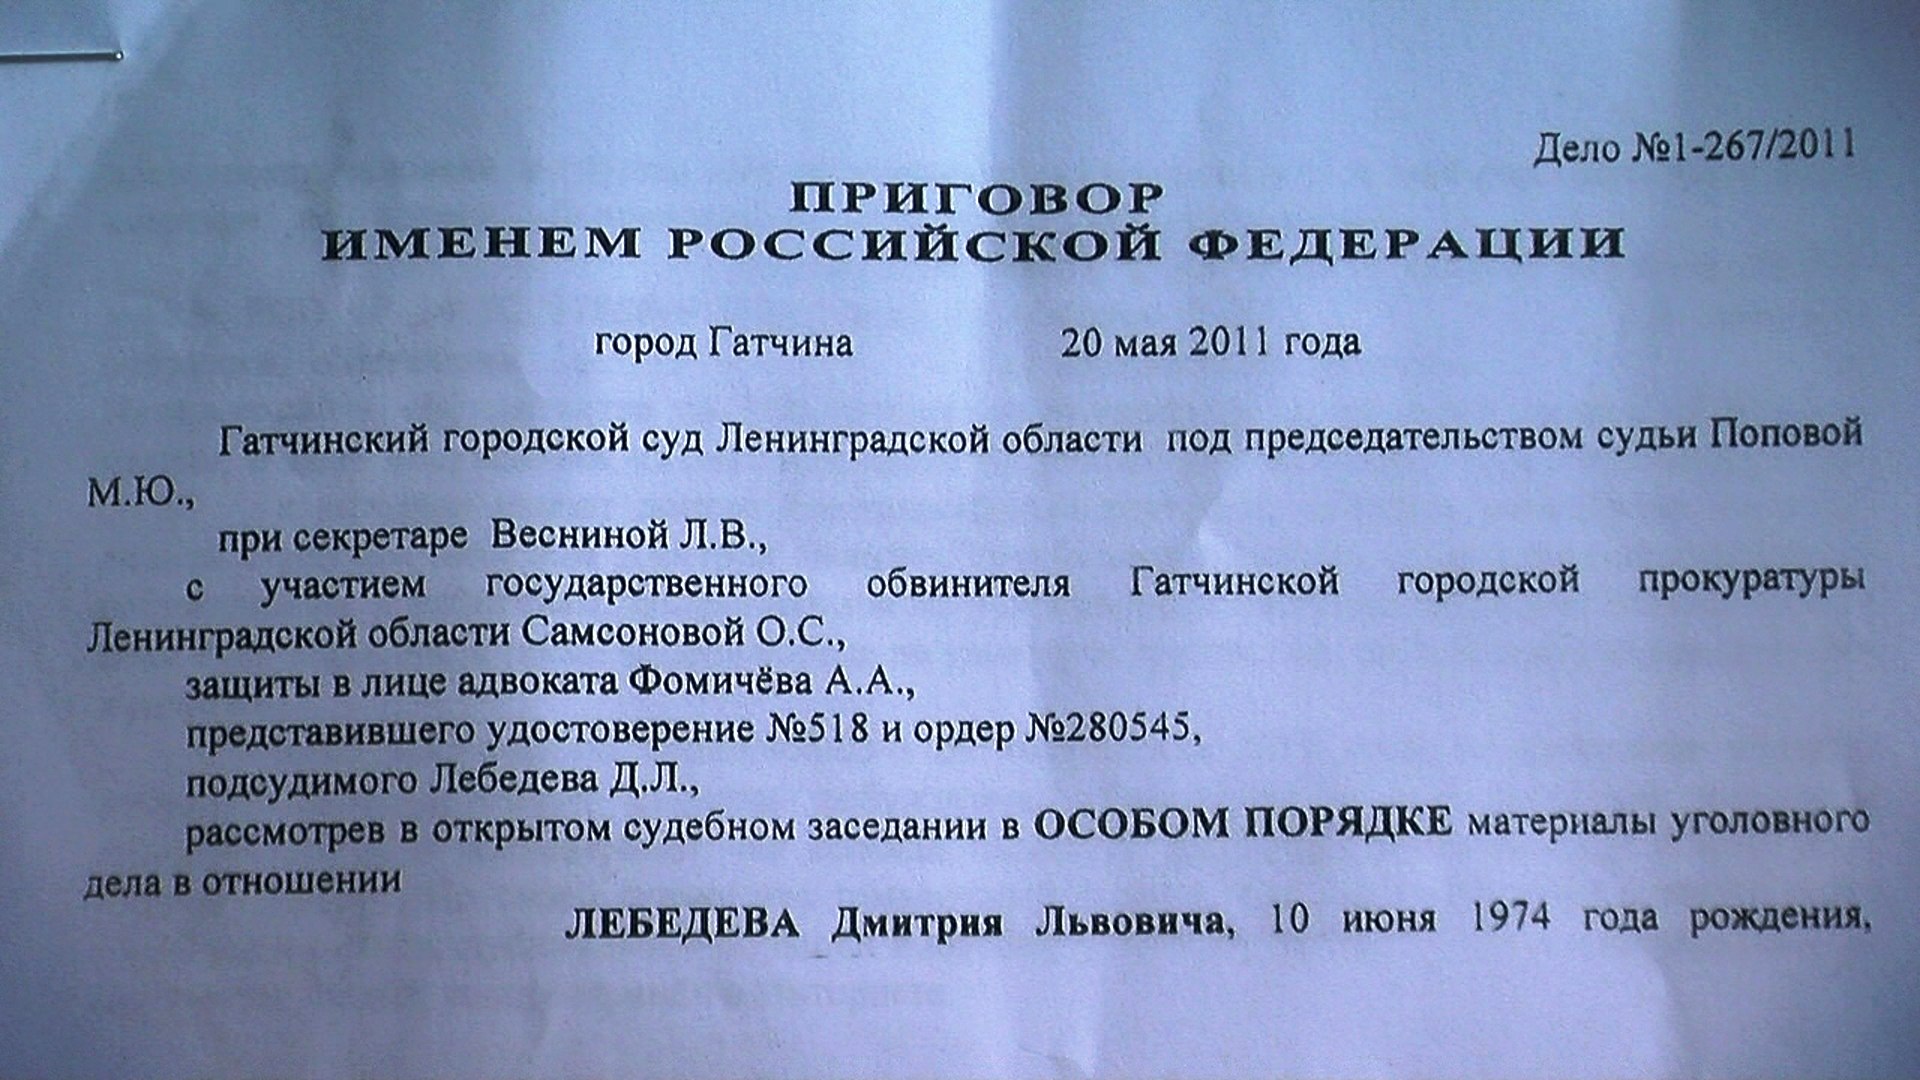 Дело №1-267/2011
ПРИГОВОР
ИМЕНЕМ РОССИЙСКОЙ ФЕДЕРАЦИИ
город Гатчина 20 мая 2011 года
Гатчинский городской суд Ленинградской области под председательством судьи Поповой
М.Ю.,
при секретаре Весниной Л.В.,
с участием государственного обвинителя Гатчинской городской прокуратуры
Ленинградской области Самсоновой О.С.,
защиты в лице адвоката Фомичёва А.А.,
представившего удостоверение №518 и ордер №280545,
подсудимого Лебедева Д.Л.,
рассмотрев в открытом судебном заседании в ОСОБОМ ПОРЯДКЕ материалы уголовного
дела в отношении
ЛЕБЕДЕВА Дмитрия Львовича, 10 июня 1974 года рождения,